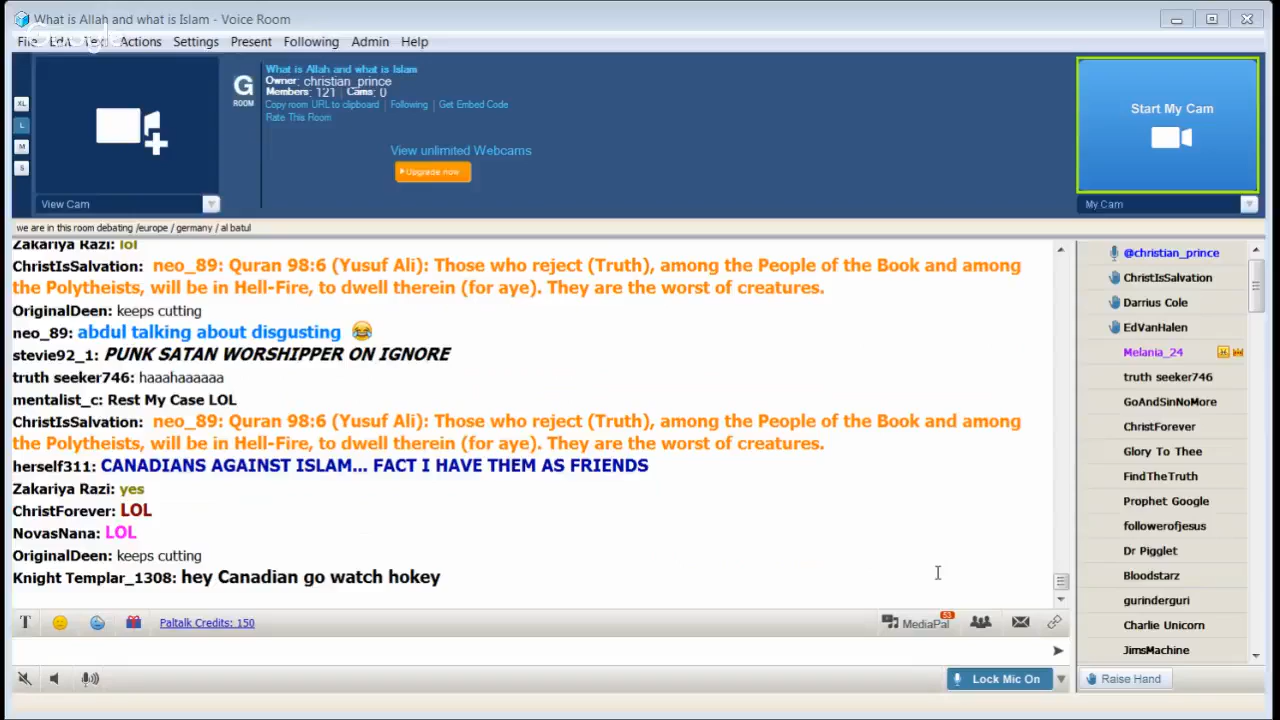 What is Allah and what is Islam - Voice Room
File Edit Text Actions Settings Present Following Admin Help
Google
XL
L
M
S
View Cam
G
ROOM
What is Allah and what is Islam
Owner: christian_prince
Members: 121 Cams: 0
Copy room URL to clipboard | Following | Get Embed Code
Rate This Room
View unlimited Webcams
Upgrade now
Start My Cam
My Cam
we are in this room debating /europe / germany / al batul
Zakariya Razi: lol
ChristIsSalvation: neo_89: Quran 98:6 (Yusuf Ali): Those who reject (Truth), among the People of the Book and among
the Polytheists, will be in Hell-Fire, to dwell therein (for aye). They are the worst of creatures.
OriginalDeen: keeps cutting
neo_89: abdul talking about disgusting
stevie92_1: PUNK SATAN WORSHIPPER ON IGNORE
truth seeker746: haaahaaaaaa
mentalist_c: Rest My Case LOL
ChristIsSalvation: neo_89: Quran 98:6 (Yusuf Ali): Those who reject (Truth), among the People of the Book and among
the Polytheists, will be in Hell-Fire, to dwell therein (for aye). They are the worst of creatures.
herself311: CANADIANS AGAINST ISLAM... FACT I HAVE THEM AS FRIENDS
Zakariya Razi: yes
ChristForever: LOL
NovasNana: LOL
OriginalDeen: keeps cutting
Knight Templar_1308: hey Canadian go watch hokey
@christian_prince
ChristIsSalvation
Darrius Cole
EdVanHalen
Melania_24
truth seeker746
GoAndSinNoMore
ChristForever
Glory To Thee
FindTheTruth
Prophet Google
followerofjesus
Dr Pigglet
Bloodstarz
gurinderguri
Charlie Unicorn
JimsMachine
T
Paltalk Credits: 150
MediaPal
53
Lock Mic On
Raise Hand